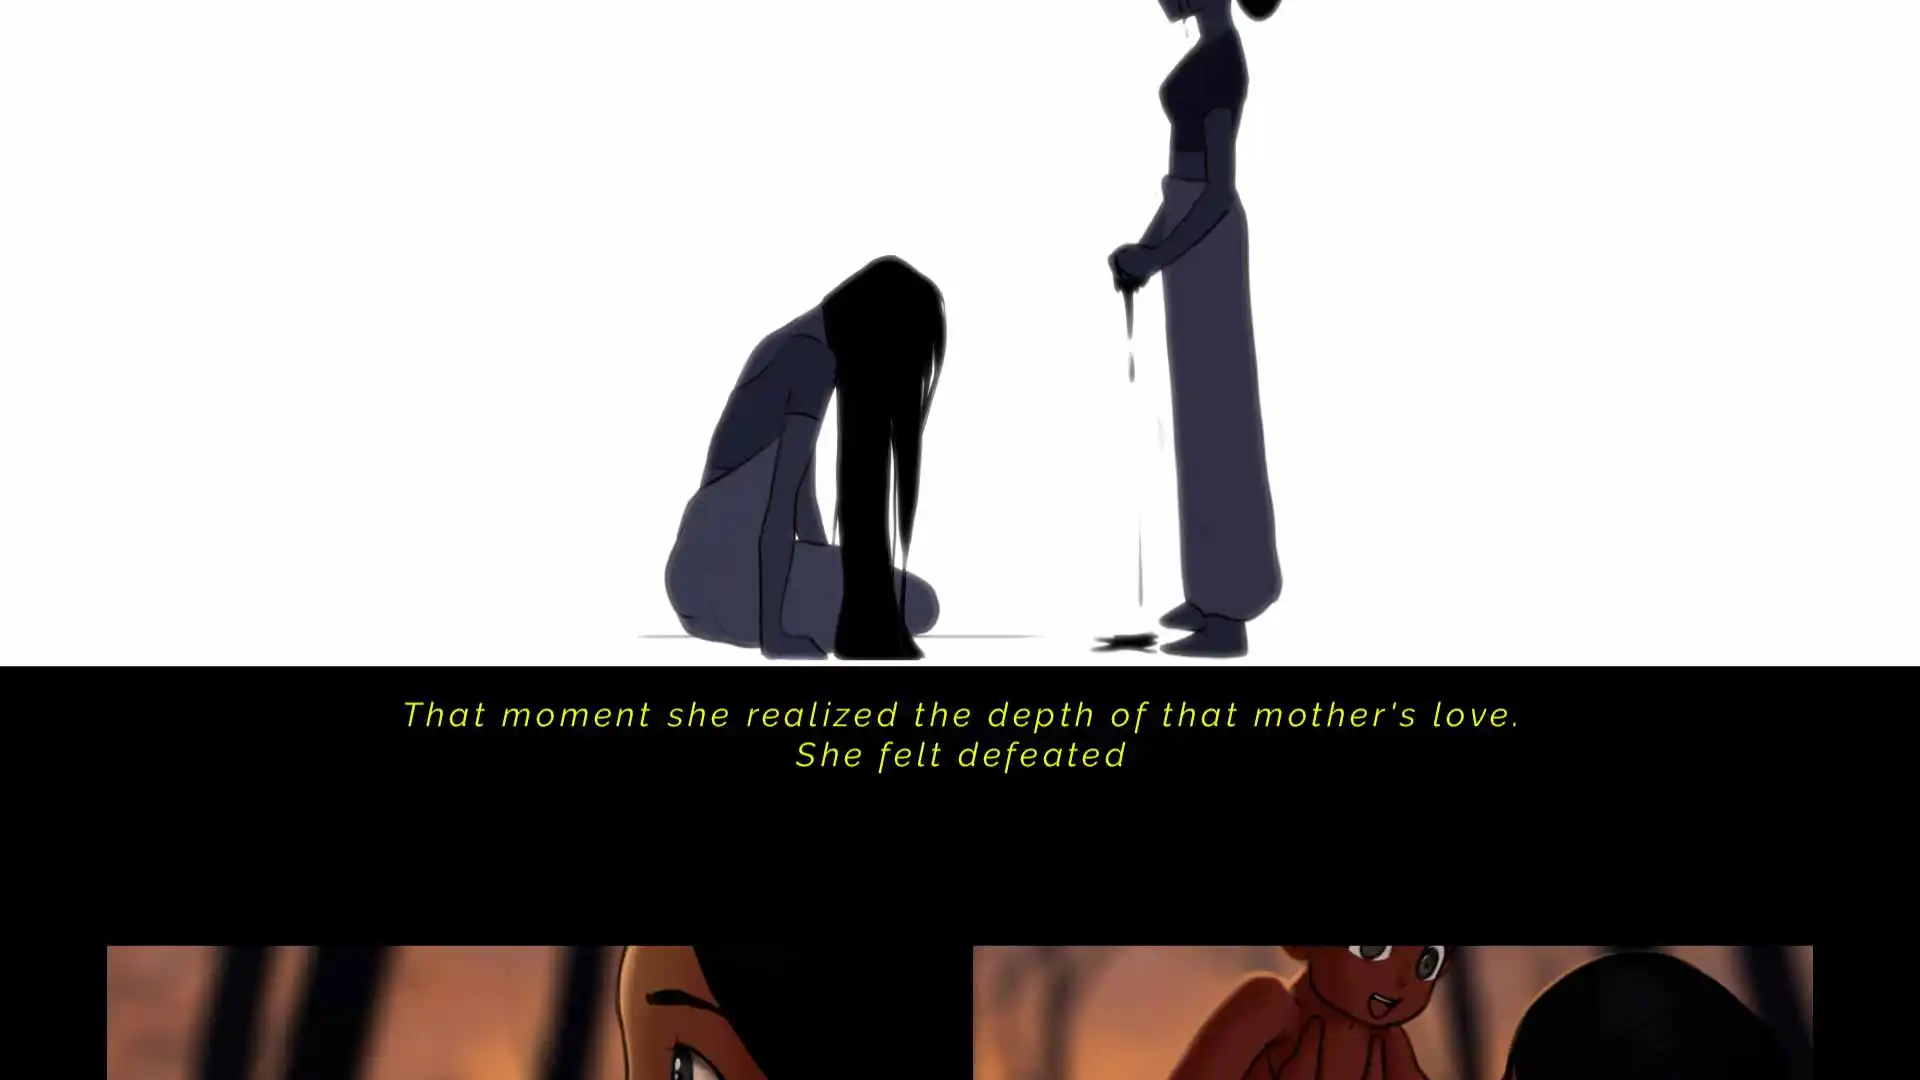 That moment she realized the depth of that mother's love.
She felt defeated